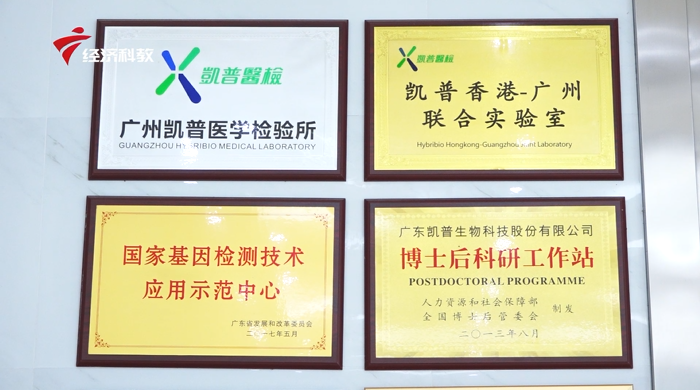 经济科教
凯普醫檢
广州凯普医学检验所
GUANGZHOU HYBRIBIO MEDICAL LABORATORY
凯普醫檢
凯普香港-广州
联合实验室
Hybribio Hongkong-Guangzhou Joint Laboratory
国家基因检测技术
应用示范中心
广东省发展和改革委员会
二〇一七年五月
广东凯普生物科技股份有限公司
博士后科研工作站
POSTDOCTORAL PROGRAMME
人力资源和社会保障部
全国博士后管委会
制发
二〇一三年八月